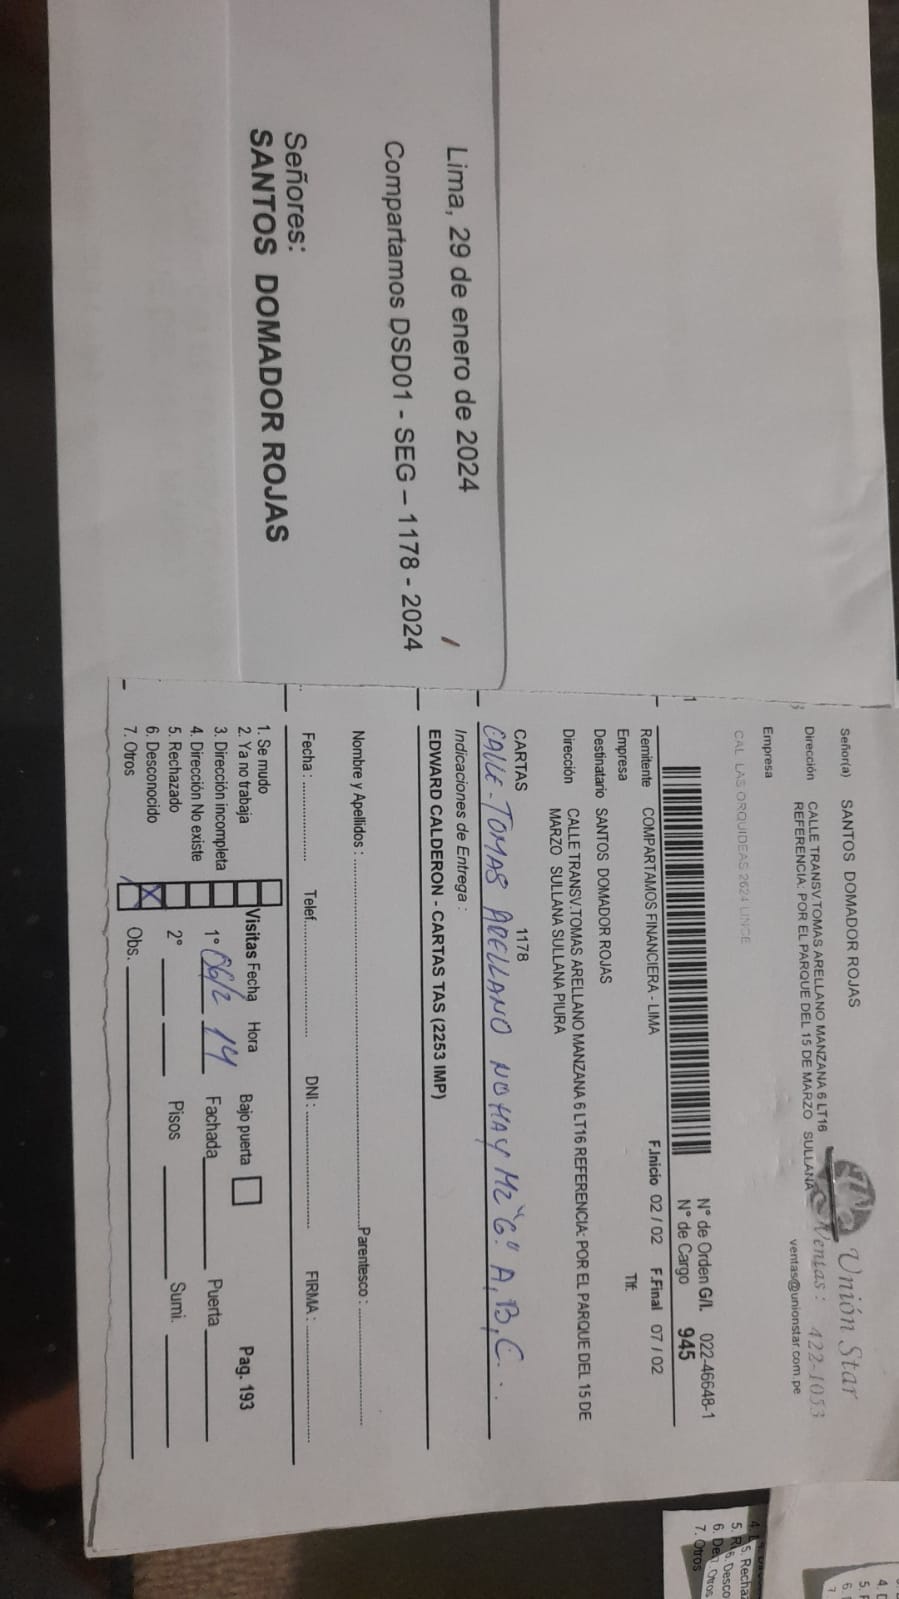 Lima, 29 de enero de 2024
Compartamos DSD01 - SEG – 1178 - 2024
Señores:
SANTOS DOMADOR ROJAS
Señor(a) SANTOS DOMADOR ROJAS
Dirección CALLE TRANSV.TOMAS ARELLANO MANZANA 6 LT16
REFERENCIA: POR EL PARQUE DEL 15 DE MARZO SULLANA
Empresa
CAL LAS ORQUIDEAS 2624 LINCE
Unión Star
Ventas: 422-1053
ventas@unionstar.com.pe
N° de Orden G/I. 022-46648-1
N° de Cargo 945
Remitente COMPARTAMOS FINANCIERA - LIMA F.Inicio 02 / 02 F.Final 07 / 02
Empresa Tlf.
Destinatario SANTOS DOMADOR ROJAS
Dirección CALLE TRANSV.TOMAS ARELLANO MANZANA 6 LT16 REFERENCIA: POR EL PARQUE DEL 15 DE
MARZO SULLANA SULLANA PIURA
CARTAS 1178
CALLE TOMAS ARELLANO NO HAY MZ "6" A, B, C...
Indicaciones de Entrega :
EDWARD CALDERON - CARTAS TAS (2253 IMP)
Nombre y Apellidos : Parentesco :
Fecha : Telef. DNI : FIRMA :
1. Se mudo
2. Ya no trabaja
3. Dirección incompleta
4. Dirección No existe
5. Rechazado
6. Desconocido X
7. Otros
Visitas Fecha Hora Bajo puerta Pag. 193
1° 06/2 14 Fachada Puerta
2° Pisos Sumi.
Obs.
5. Recha
7. Otros